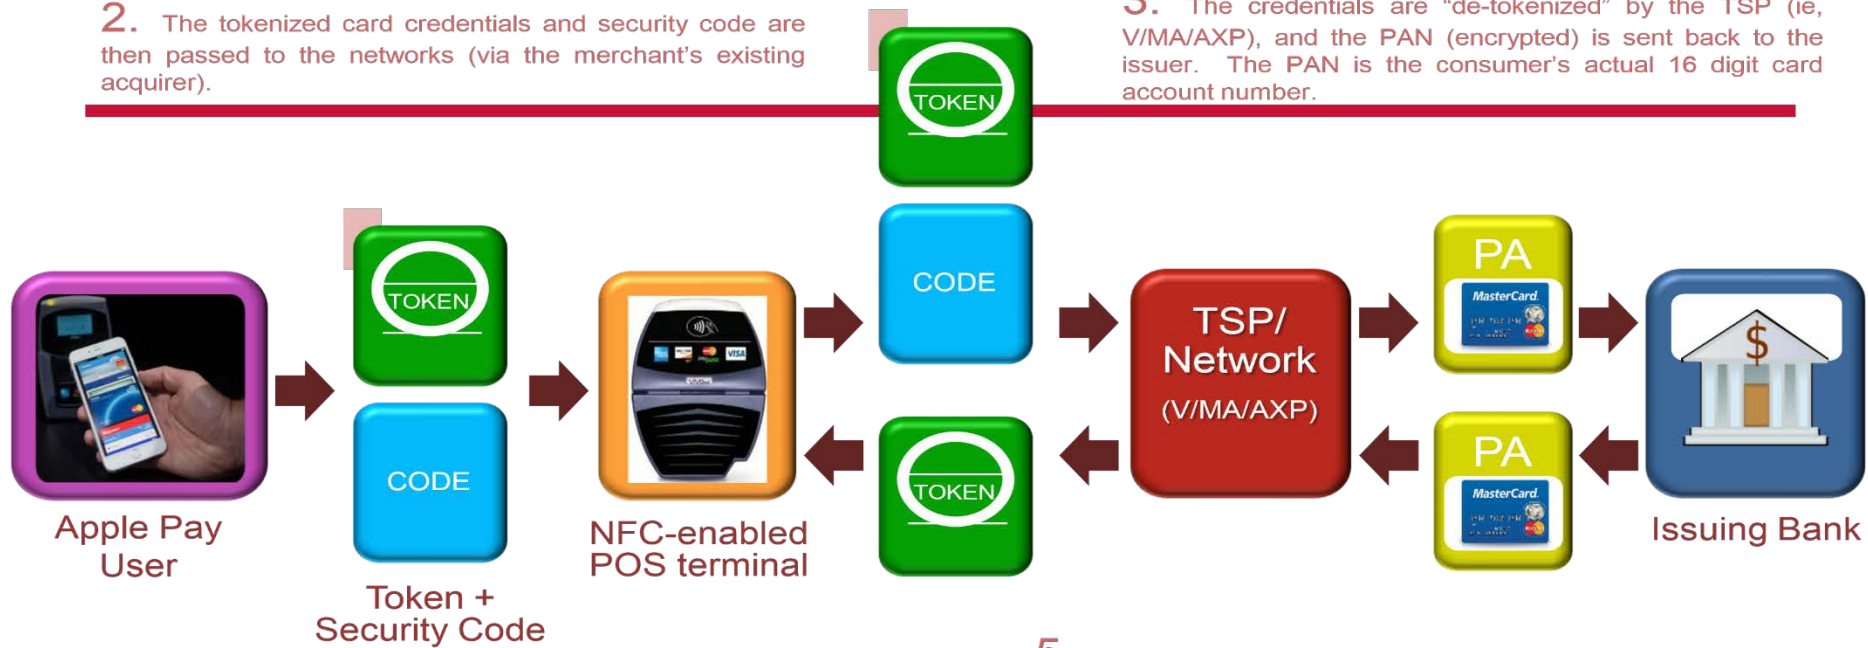 2. The tokenized card credentials and security code are
then passed to the networks (via the merchant's existing
acquirer).
3. The credentials are "de-tokenized" by the TSP (ie,
V/MA/AXP), and the PAN (encrypted) is sent back to the
issuer. The PAN is the consumer's actual 16 digit card
account number.
TOKEN
TOKEN
CODE
CODE
TOKEN
TSP/
Network
(V/MA/AXP)
PA
MasterCard.
PA
MasterCard.
$
VISA
Apple Pay
User
Token +
Security Code
NFC-enabled
POS terminal
Issuing Bank
5